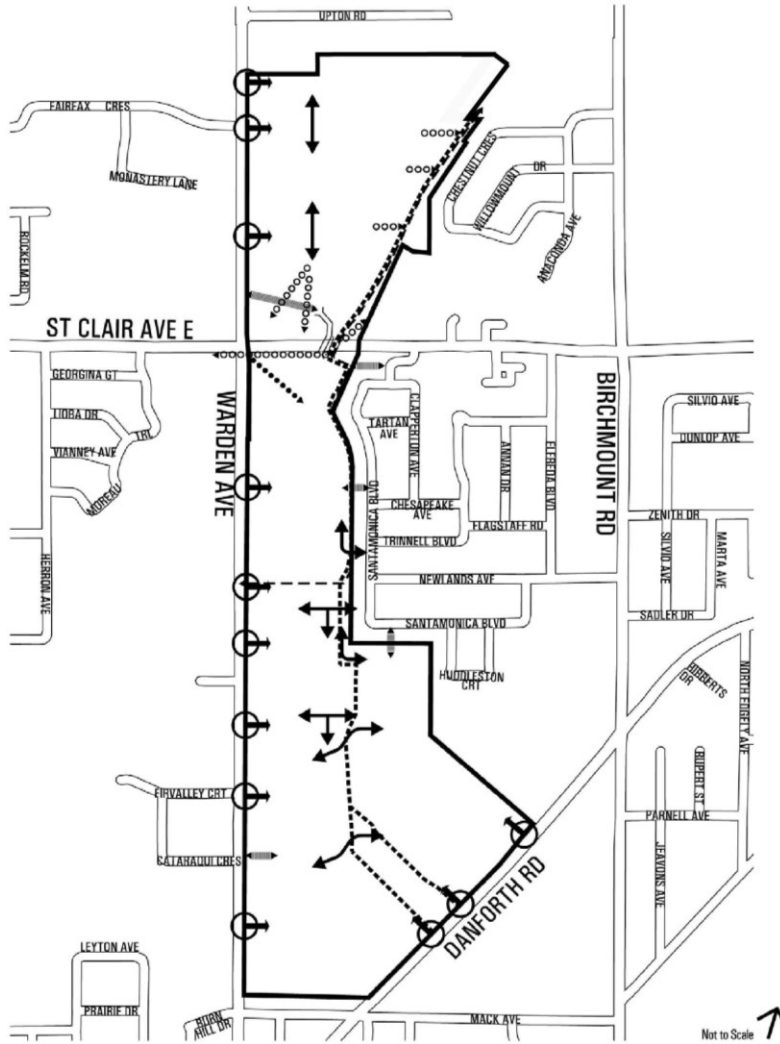 UPTON RD
FAIRFAX CRES
MONASTERY LANE
CHESTNUT CRES
WILLOWMOUNT DR
ANACONDA AVE
ROCKELM RD
ST CLAIR AVE E
GEORGINA GT
TRL
VIANNEY AVE
MOREAU
WARDEN AVE
HERRON AVE
TARTAN
AVE
CLAPPERTON AVE
ANNAN DR
ELFREDA BLVD
CHESAPEAKE
AVE
SANTAMONICA BLVD
FLAGSTAFF RD
TRINNELL BLVD
NEWLANDS AVE
SANTAMONICA BLVD
HUDDLESTON
CRT
BIRCHMOUNT RD
SILVIO AVE
DUNLOP AVE
ZENITH DR
SILVIO AVE
MARTA AVE
SADLER DR
HIBBERTS
DR
NORTH EDGELY AVE
RUPERT ST
PARNELL AVE
JEAVONS AVE
FIRVALLEY CRT
CATARAQUI CRES
DANFORTH RD
LEYTON AVE
PRAIRIE DR
BURN
HILL DR
MACK AVE
Not to Scale